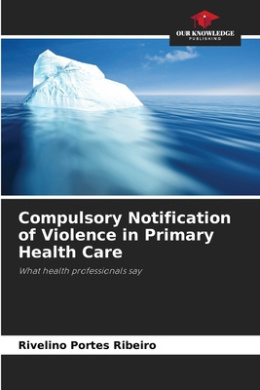 OUR KNOWLEDGE
PUBLISHING
Compulsory Notification
of Violence in Primary
Health Care
What health professionals say
Rivelino Portes Ribeiro